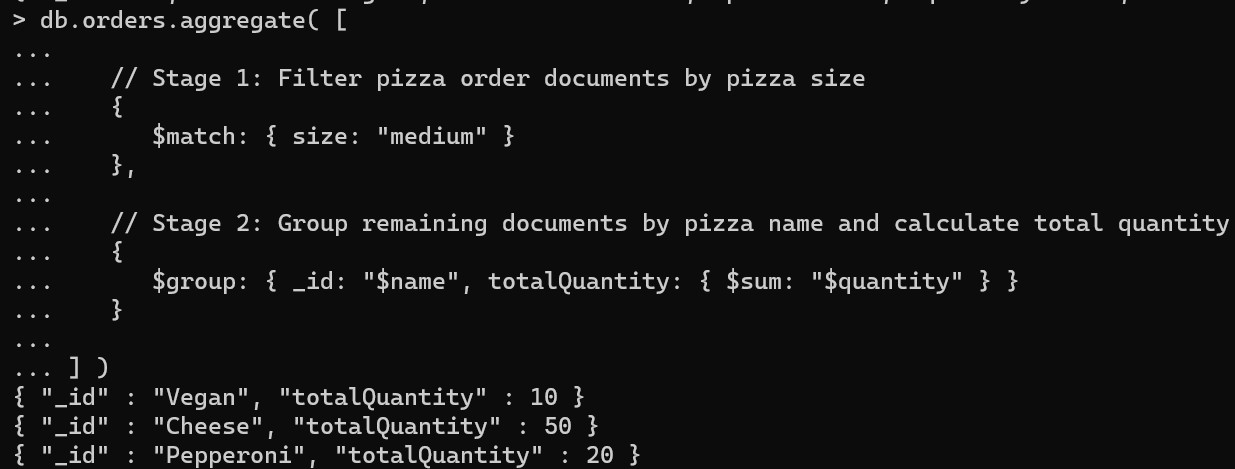 > db.orders.aggregate( [
...
...    // Stage 1: Filter pizza order documents by pizza size
...    {
...       $match: { size: "medium" }
...    },
...
...    // Stage 2: Group remaining documents by pizza name and calculate total quantity
...    {
...       $group: { _id: "$name", totalQuantity: { $sum: "$quantity" } }
...    }
...
... ] )
{ "_id" : "Vegan", "totalQuantity" : 10 }
{ "_id" : "Cheese", "totalQuantity" : 50 }
{ "_id" : "Pepperoni", "totalQuantity" : 20 }